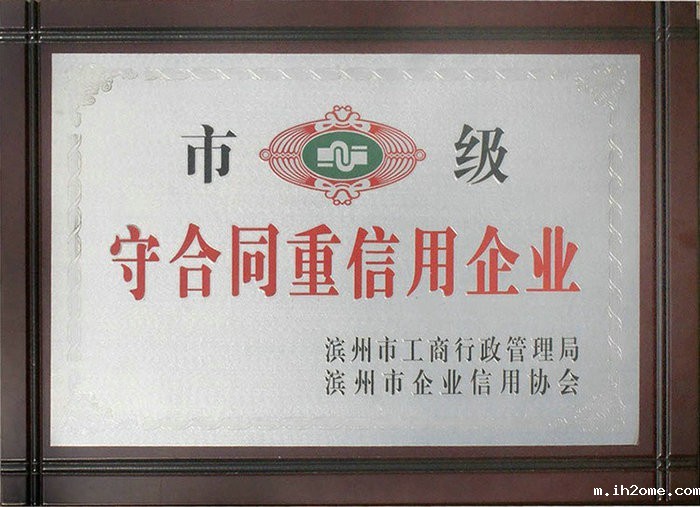 市 级
守合同重信用企业
滨州市工商行政管理局
滨州市企业信用协会
m.ih2ome.com